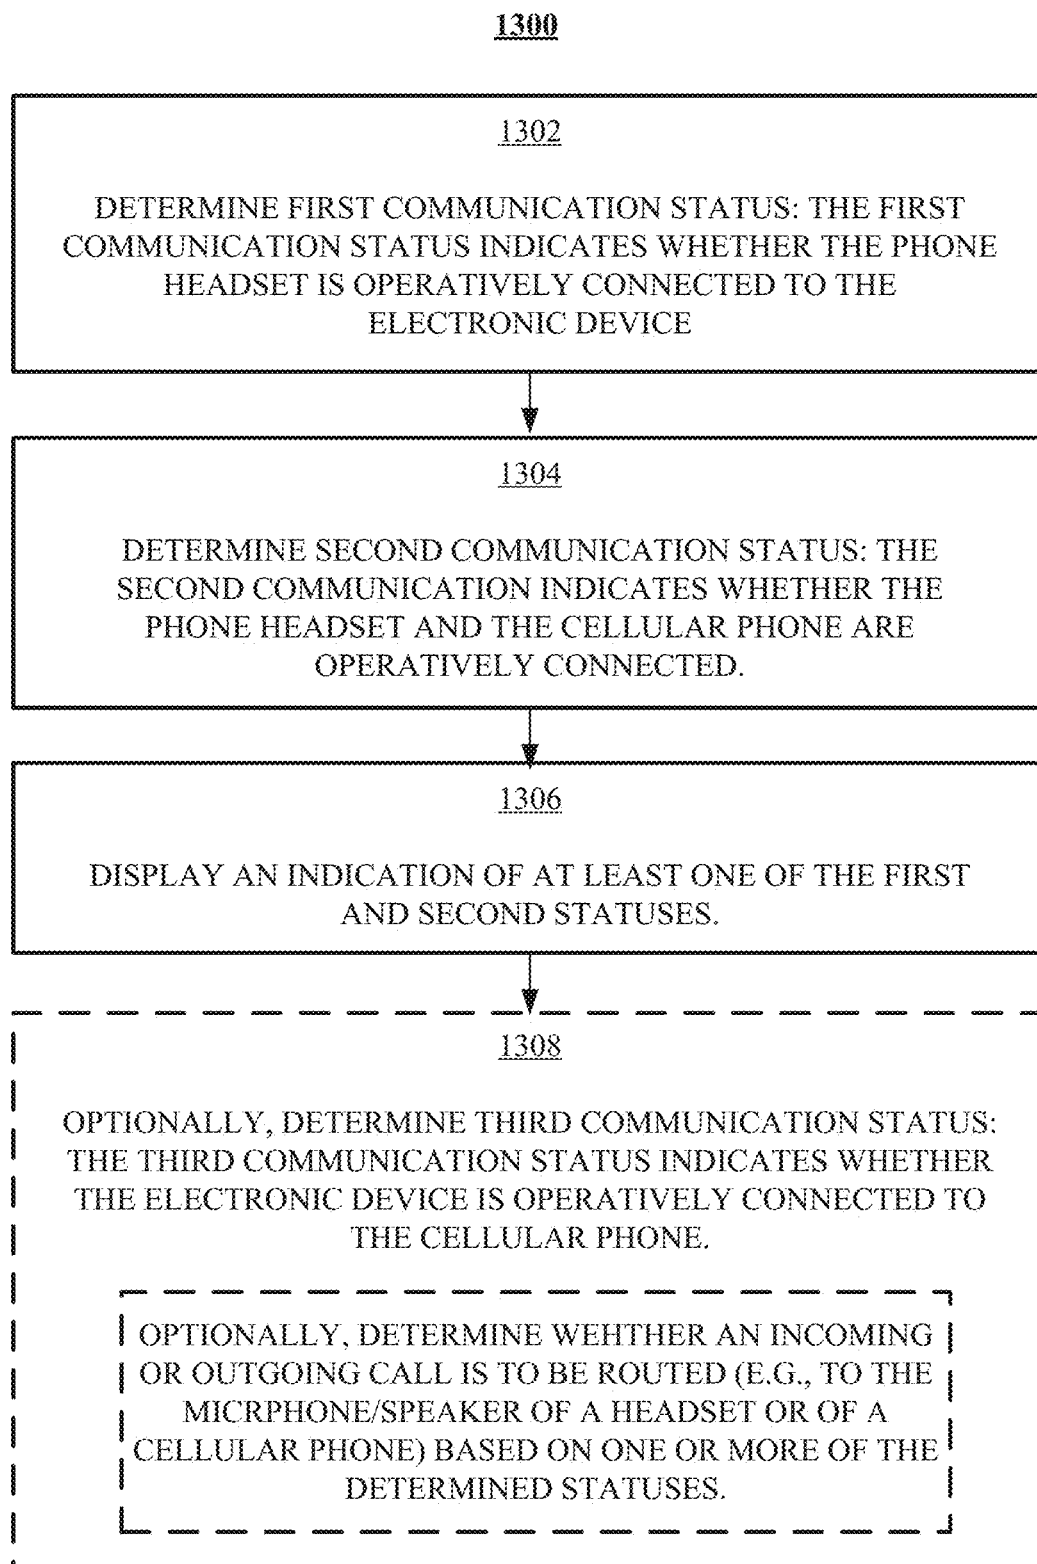 1300
1302
DETERMINE FIRST COMMUNICATION STATUS: THE FIRST
COMMUNICATION STATUS INDICATES WHETHER THE PHONE
HEADSET IS OPERATIVELY CONNECTED TO THE
ELECTRONIC DEVICE
1304
DETERMINE SECOND COMMUNICATION STATUS: THE
SECOND COMMUNICATION INDICATES WHETHER THE
PHONE HEADSET AND THE CELLULAR PHONE ARE
OPERATIVELY CONNECTED.
1306
DISPLAY AN INDICATION OF AT LEAST ONE OF THE FIRST
AND SECOND STATUSES.
1308
OPTIONALLY, DETERMINE THIRD COMMUNICATION STATUS:
THE THIRD COMMUNICATION STATUS INDICATES WHETHER
THE ELECTRONIC DEVICE IS OPERATIVELY CONNECTED TO
THE CELLULAR PHONE.
OPTIONALLY, DETERMINE WEHTHER AN INCOMING
OR OUTGOING CALL IS TO BE ROUTED (E.G., TO THE
MICRPHONE/SPEAKER OF A HEADSET OR OF A
CELLULAR PHONE) BASED ON ONE OR MORE OF THE
DETERMINED STATUSES.